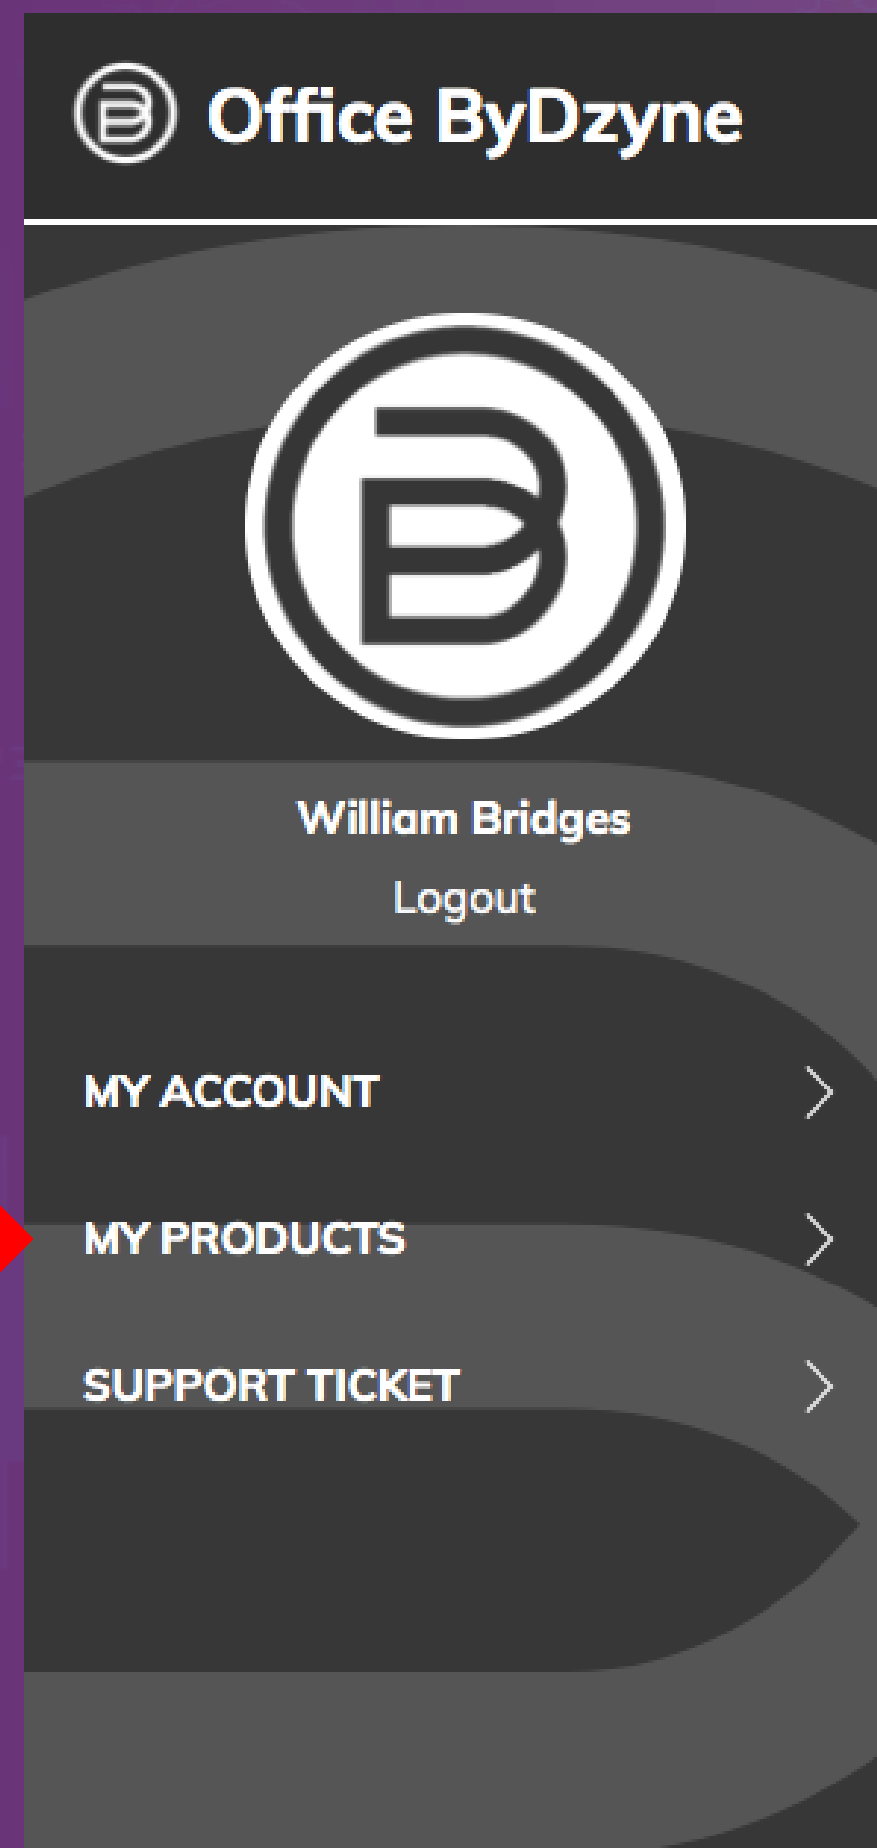 Office ByDzyne
William Bridges
Logout
MY ACCOUNT
MY PRODUCTS
SUPPORT TICKET